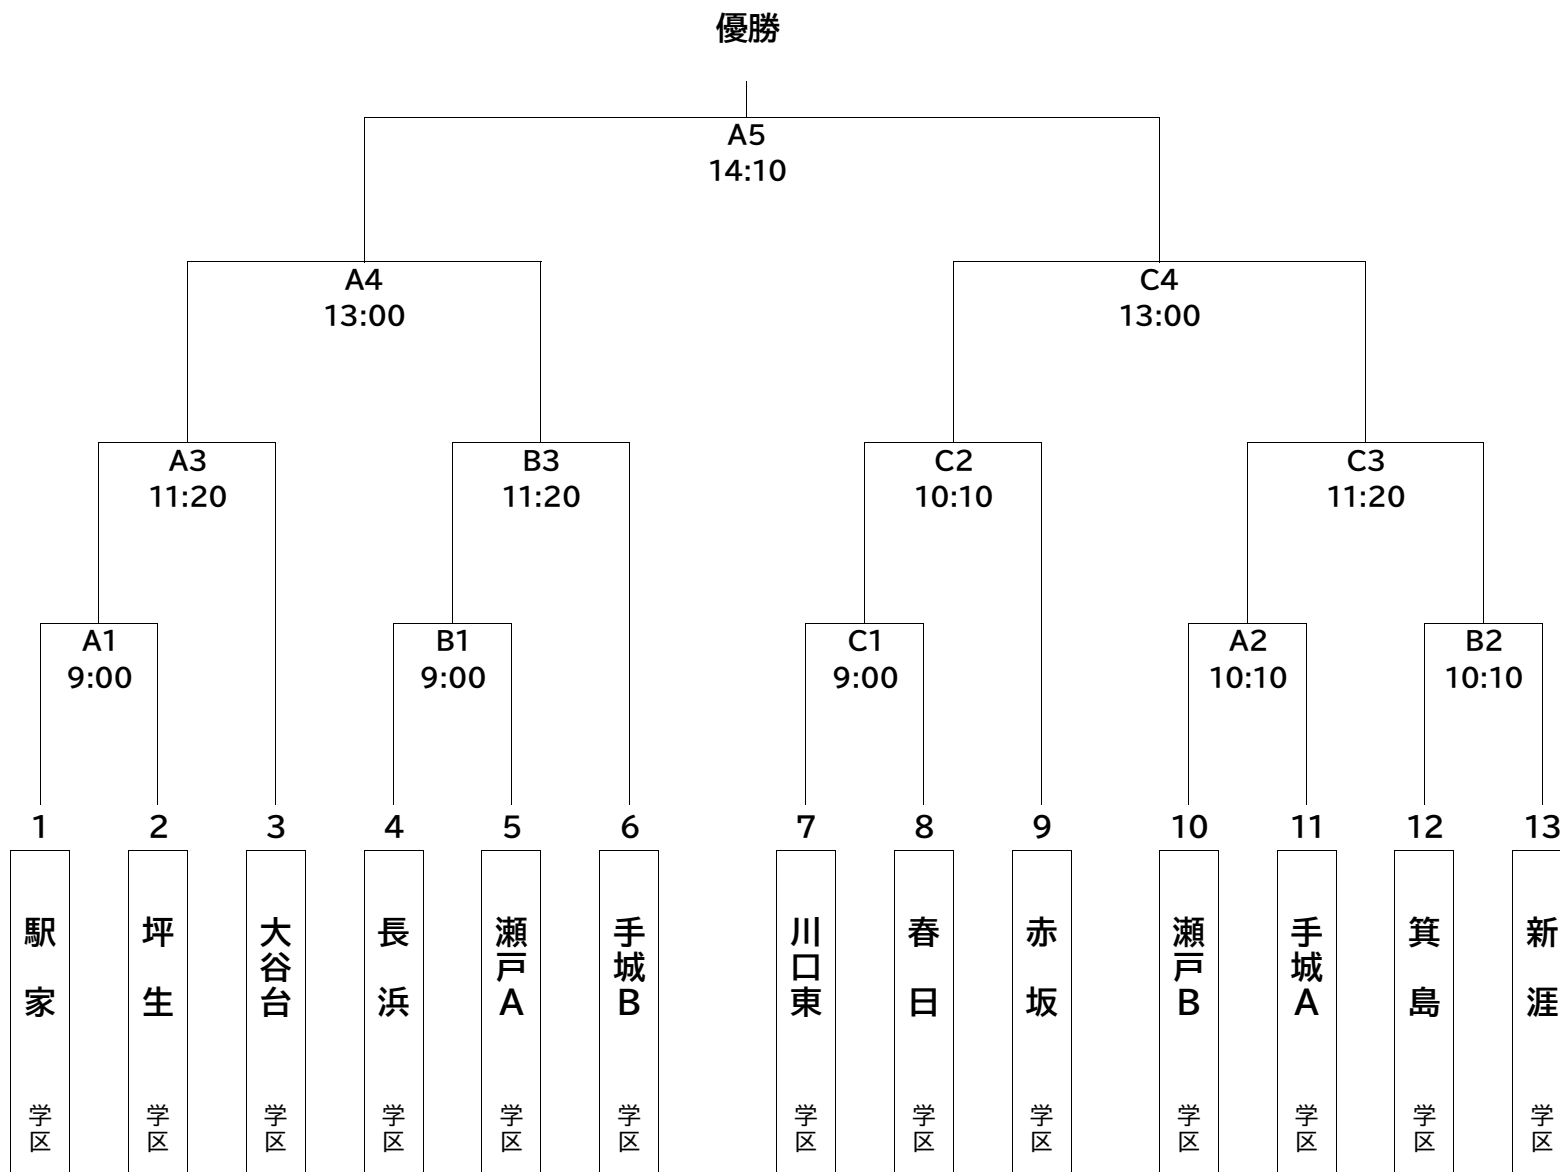 優勝
A5
14:10
A4
13:00
C4
13:00
A3
11:20
B3
11:20
C2
10:10
C3
11:20
A1
9:00
B1
9:00
C1
9:00
A2
10:10
B2
10:10
1
2
3
4
5
6
7
8
9
10
11
12
13
駅家
坪生
大谷台
長浜
瀬戸A
手城B
川口東
春日
赤坂
瀬戸B
手城A
箕島
新涯
学区
学区
学区
学区
学区
学区
学区
学区
学区
学区
学区
学区
学区